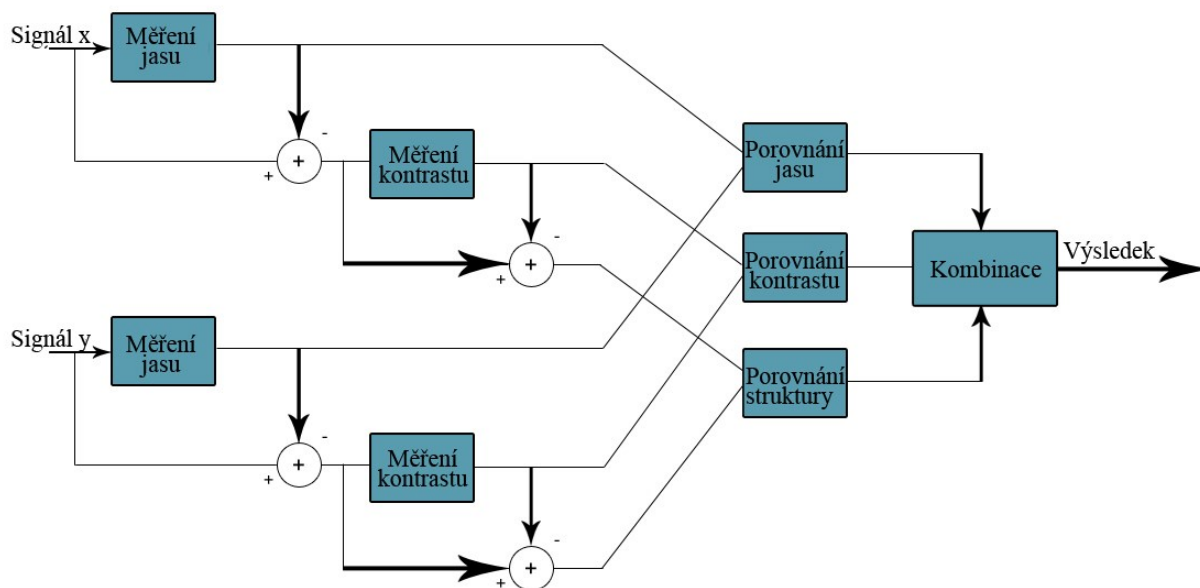 Signál x
Měření
jasu
-
+
+
Měření
kontrastu
-
+
+
Signál y
Měření
jasu
-
+
+
Měření
kontrastu
-
+
+
Porovnání
jasu
Porovnání
kontrastu
Porovnání
struktury
Kombinace
Výsledek